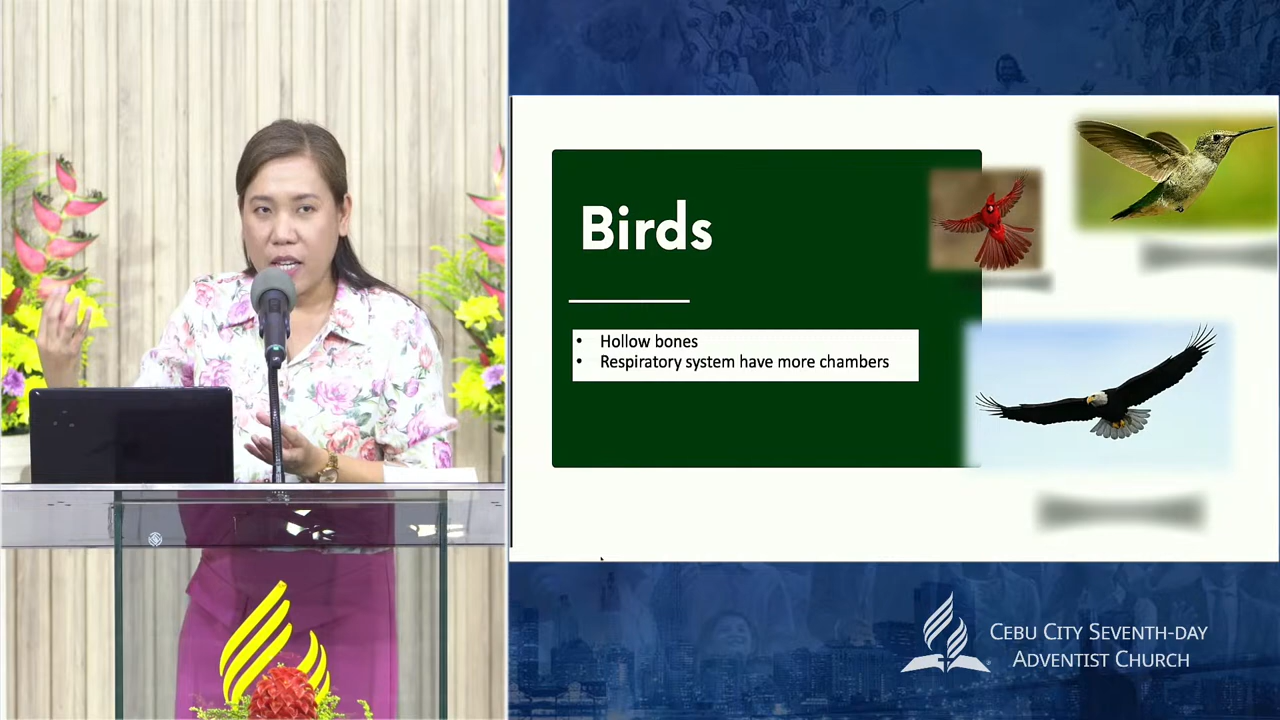 Birds
• Hollow bones
• Respiratory system have more chambers
CEBU CITY SEVENTH-DAY
ADVENTIST CHURCH